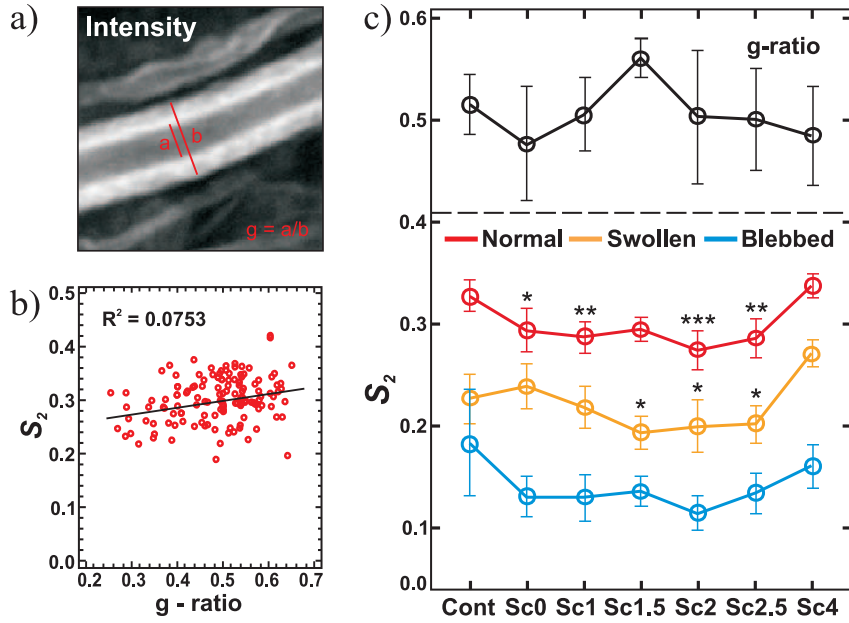 a)
Intensity
a
b
g = a/b
b)
0.5
0.4
0.3
0.2
0.1
0.0
S2
R² = 0.0753
0.2 0.3 0.4 0.5 0.6 0.7
g - ratio
c)
0.6
0.5
0.4
0.3
0.2
0.1
0.0
g-ratio
Normal Swollen Blebbed
S2
* ** *** **
* * *
Cont Sc0 Sc1 Sc1.5 Sc2 Sc2.5 Sc4